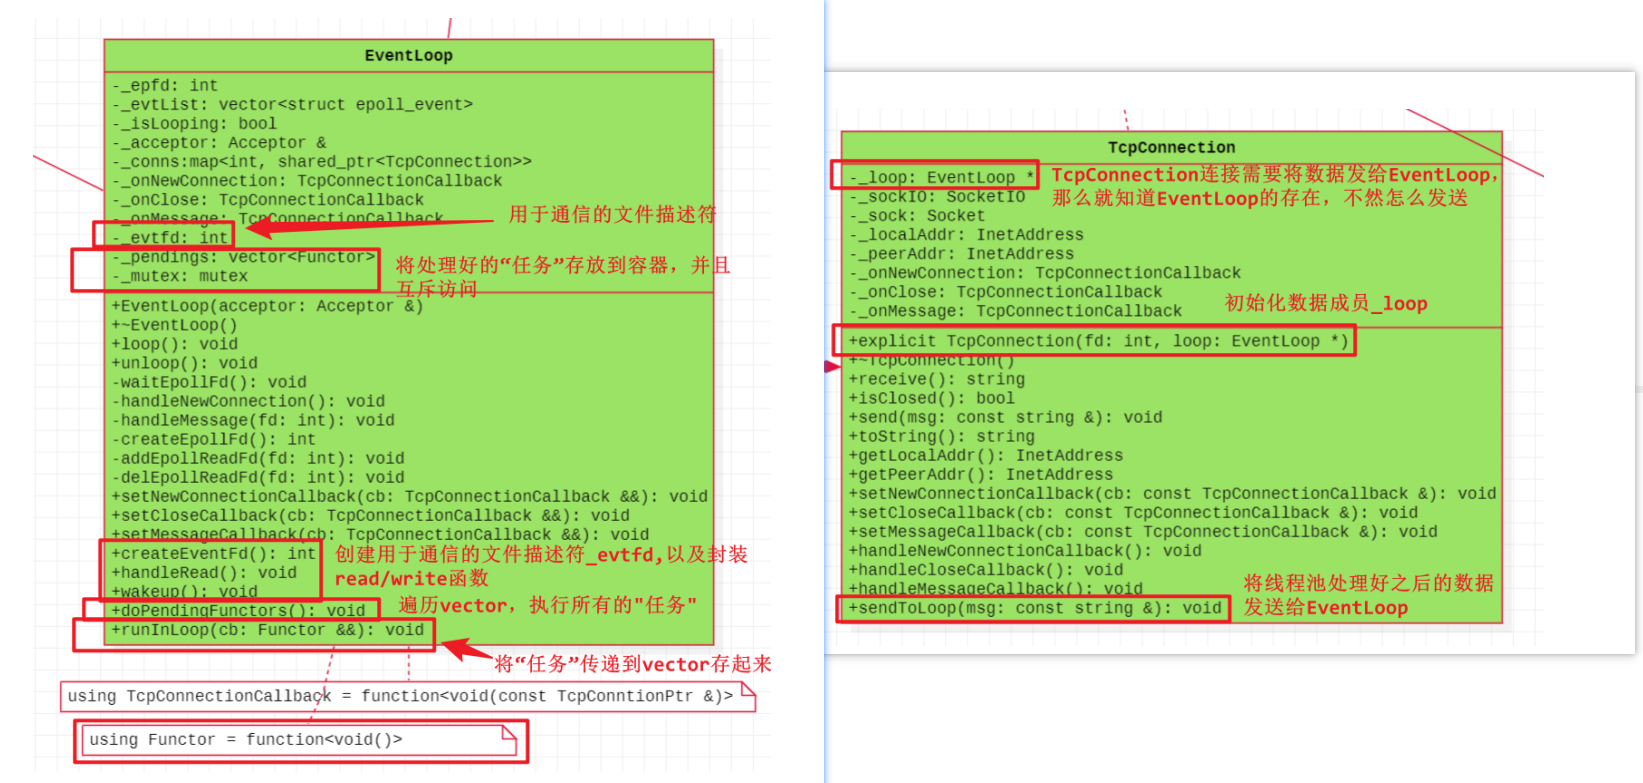 EventLoop
-_epfd: int
-_evtList: vector<struct epoll_event>
-_isLooping: bool
-_acceptor: Acceptor &
-_conns:map<int, shared_ptr<TcpConnection>>
-_onNewConnection: TcpConnectionCallback
-_onClose: TcpConnectionCallback
-_onMessage: TcpConnectionCallback
用于通信的文件描述符
-_evtfd: int
-_pendings: vector<Functor>
-_mutex: mutex
将处理好的“任务”存放到容器，并且
互斥访问
+EventLoop(acceptor: Acceptor &)
+~EventLoop()
+loop(): void
+unloop(): void
-waitEpollFd(): void
-handleNewConnection(): void
-handleMessage(fd: int): void
-createEpollFd(): int
-addEpollReadFd(fd: int): void
-delEpollReadFd(fd: int): void
+setNewConnectionCallback(cb: TcpConnectionCallback &&): void
+setCloseCallback(cb: TcpConnectionCallback &&): void
+setMessageCallback(cb: TcpConnectionCallback &&): void
+createEventFd(): int
+handleRead(): void
+wakeup(): void
创建用于通信的文件描述符_evtfd,以及封装
read/write函数
+doPendingFunctors(): void
遍历vector，执行所有的"任务"
+runInLoop(cb: Functor &&): void
将“任务”传递到vector存起来
using TcpConnectionCallback = function<void(const TcpConntionPtr &)>
using Functor = function<void()>
TcpConnection
-_loop: EventLoop *
TcpConnection连接需要将数据发给EventLoop，
那么就知道EventLoop的存在，不然怎么发送
-_sockIO: SocketIO
-_sock: Socket
-_localAddr: InetAddress
-_peerAddr: InetAddress
-_onNewConnection: TcpConnectionCallback
-_onClose: TcpConnectionCallback
-_onMessage: TcpConnectionCallback
初始化数据成员_loop
+explicit TcpConnection(fd: int, loop: EventLoop *)
+~TcpConnection()
+receive(): string
+isClosed(): bool
+send(msg: const string &): void
+toString(): string
+getLocalAddr(): InetAddress
+getPeerAddr(): InetAddress
+setNewConnectionCallback(cb: const TcpConnectionCallback &): void
+setCloseCallback(cb: const TcpConnectionCallback &): void
+setMessageCallback(cb: const TcpConnectionCallback &): void
+handleNewConnectionCallback(): void
+handleCloseCallback(): void
+handleMessageCallback(): void
+sendToLoop(msg: const string &): void
将线程池处理好之后的数据
发送给EventLoop